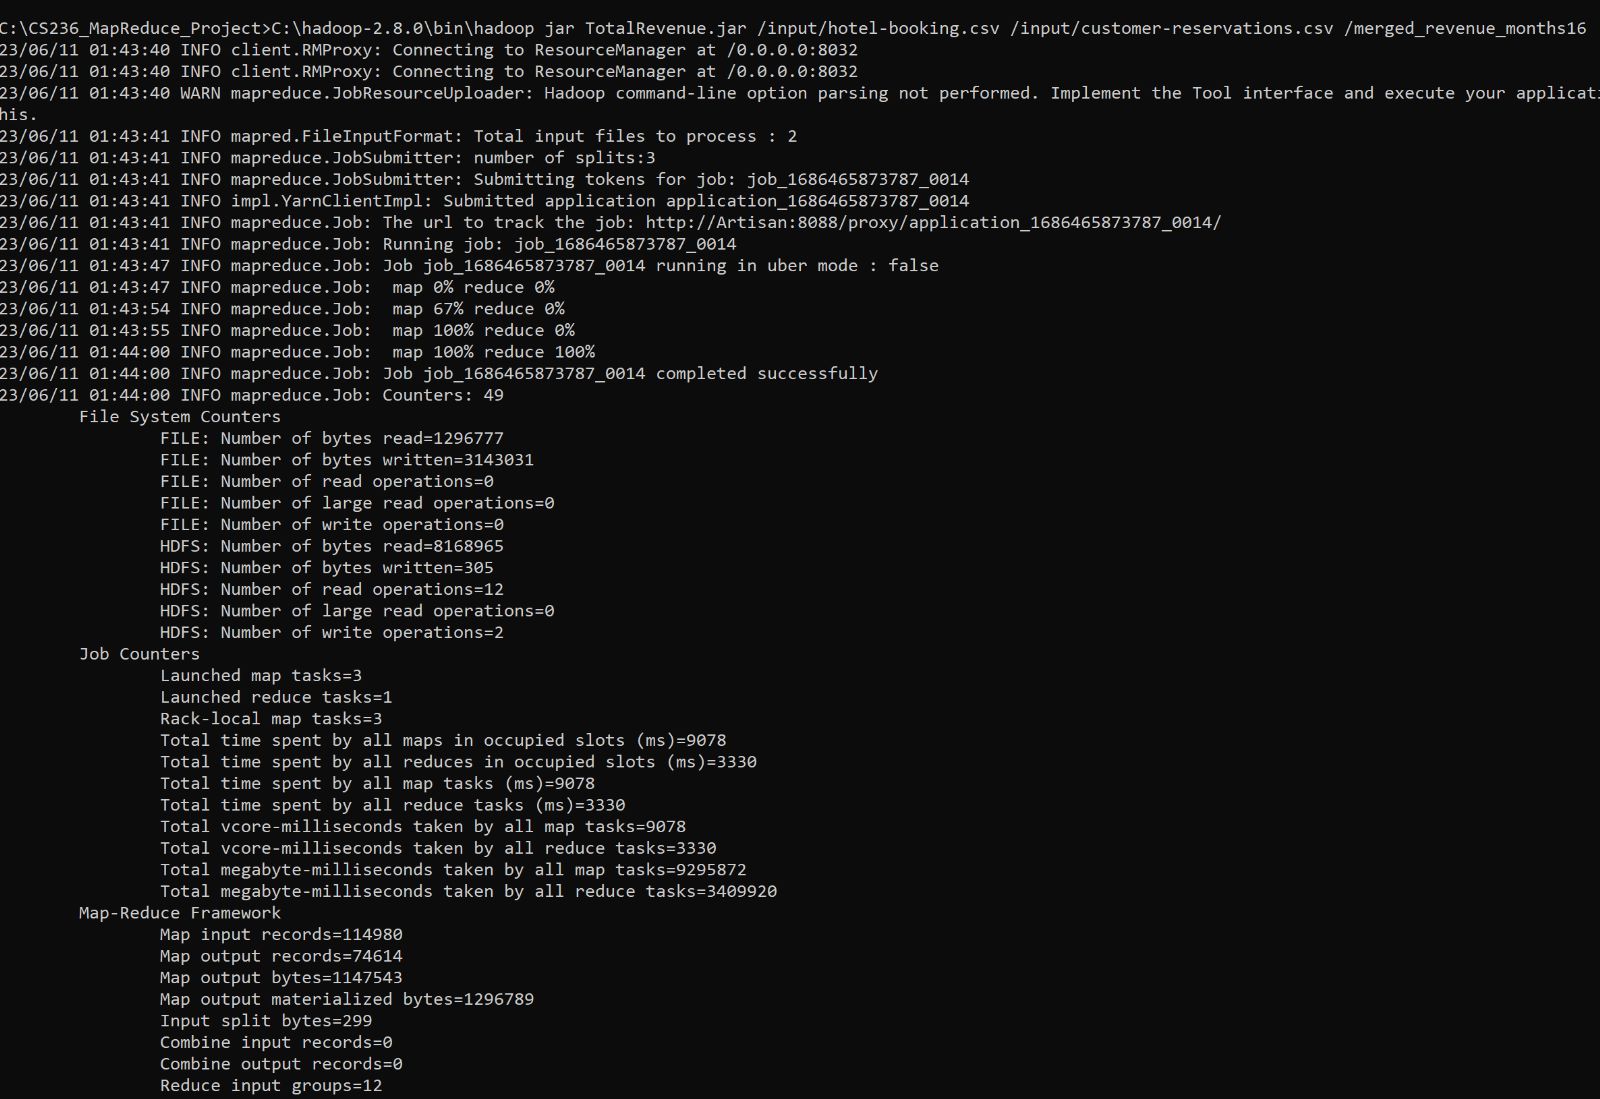 C:\CS236_MapReduce_Project>C:\hadoop-2.8.0\bin\hadoop jar TotalRevenue.jar /input/hotel-booking.csv /input/customer-reservations.csv /merged_revenue_months16
23/06/11 01:43:40 INFO client.RMProxy: Connecting to ResourceManager at /0.0.0.0:8032
23/06/11 01:43:40 INFO client.RMProxy: Connecting to ResourceManager at /0.0.0.0:8032
23/06/11 01:43:40 WARN mapreduce.JobResourceUploader: Hadoop command-line option parsing not performed. Implement the Tool interface and execute your applicati
his.
23/06/11 01:43:41 INFO mapred.FileInputFormat: Total input files to process : 2
23/06/11 01:43:41 INFO mapreduce.JobSubmitter: number of splits:3
23/06/11 01:43:41 INFO mapreduce.JobSubmitter: Submitting tokens for job: job_1686465873787_0014
23/06/11 01:43:41 INFO impl.YarnClientImpl: Submitted application application_1686465873787_0014
23/06/11 01:43:41 INFO mapreduce.Job: The url to track the job: http://Artisan:8088/proxy/application_1686465873787_0014/
23/06/11 01:43:41 INFO mapreduce.Job: Running job: job_1686465873787_0014
23/06/11 01:43:47 INFO mapreduce.Job: Job job_1686465873787_0014 running in uber mode : false
23/06/11 01:43:47 INFO mapreduce.Job:  map 0% reduce 0%
23/06/11 01:43:54 INFO mapreduce.Job:  map 67% reduce 0%
23/06/11 01:43:55 INFO mapreduce.Job:  map 100% reduce 0%
23/06/11 01:44:00 INFO mapreduce.Job:  map 100% reduce 100%
23/06/11 01:44:00 INFO mapreduce.Job: Job job_1686465873787_0014 completed successfully
23/06/11 01:44:00 INFO mapreduce.Job: Counters: 49
File System Counters
FILE: Number of bytes read=1296777
FILE: Number of bytes written=3143031
FILE: Number of read operations=0
FILE: Number of large read operations=0
FILE: Number of write operations=0
HDFS: Number of bytes read=8168965
HDFS: Number of bytes written=305
HDFS: Number of read operations=12
HDFS: Number of large read operations=0
HDFS: Number of write operations=2
Job Counters
Launched map tasks=3
Launched reduce tasks=1
Rack-local map tasks=3
Total time spent by all maps in occupied slots (ms)=9078
Total time spent by all reduces in occupied slots (ms)=3330
Total time spent by all map tasks (ms)=9078
Total time spent by all reduce tasks (ms)=3330
Total vcore-milliseconds taken by all map tasks=9078
Total vcore-milliseconds taken by all reduce tasks=3330
Total megabyte-milliseconds taken by all map tasks=9295872
Total megabyte-milliseconds taken by all reduce tasks=3409920
Map-Reduce Framework
Map input records=114980
Map output records=74614
Map output bytes=1147543
Map output materialized bytes=1296789
Input split bytes=299
Combine input records=0
Combine output records=0
Reduce input groups=12